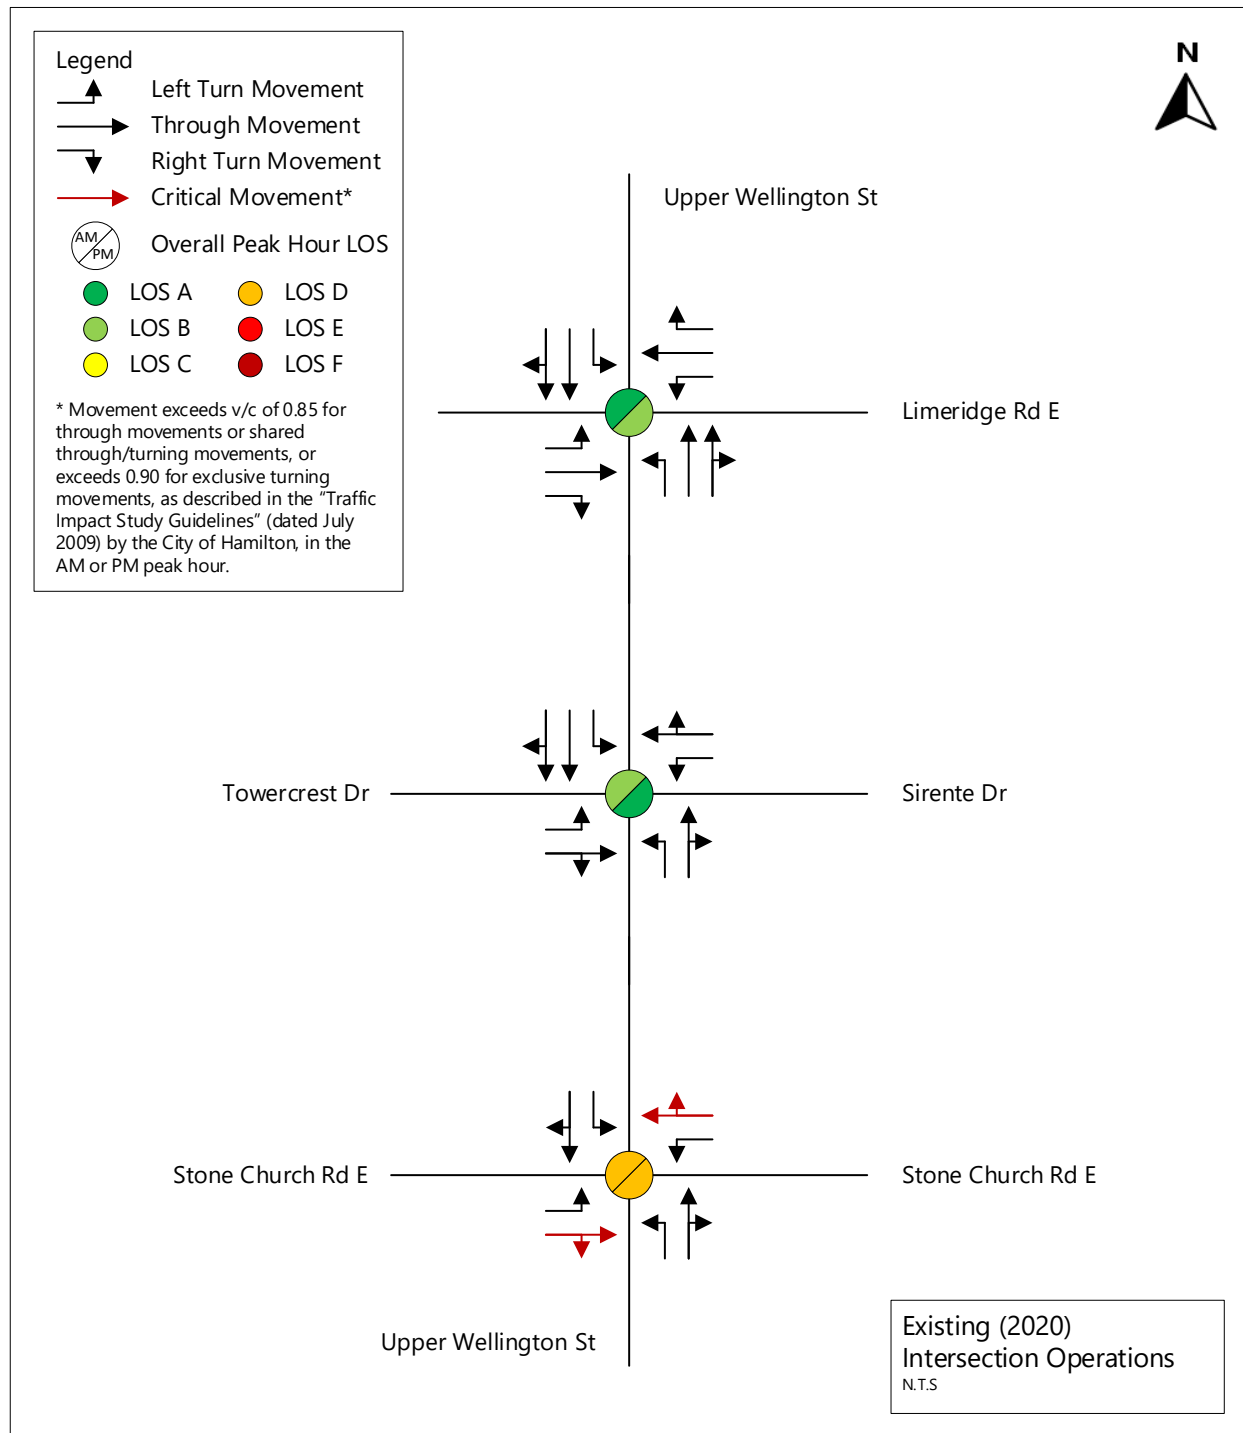 Legend
Left Turn Movement
Through Movement
Right Turn Movement
Critical Movement*
AM
PM
Overall Peak Hour LOS
LOS A
LOS D
LOS B
LOS E
LOS C
LOS F
* Movement exceeds v/c of 0.85 for
through movements or shared
through/turning movements, or
exceeds 0.90 for exclusive turning
movements, as described in the "Traffic
Impact Study Guidelines" (dated July
2009) by the City of Hamilton, in the
AM or PM peak hour.
N
Upper Wellington St
Limeridge Rd E
Towercrest Dr
Sirente Dr
Stone Church Rd E
Stone Church Rd E
Upper Wellington St
Existing (2020)
Intersection Operations
N.T.S